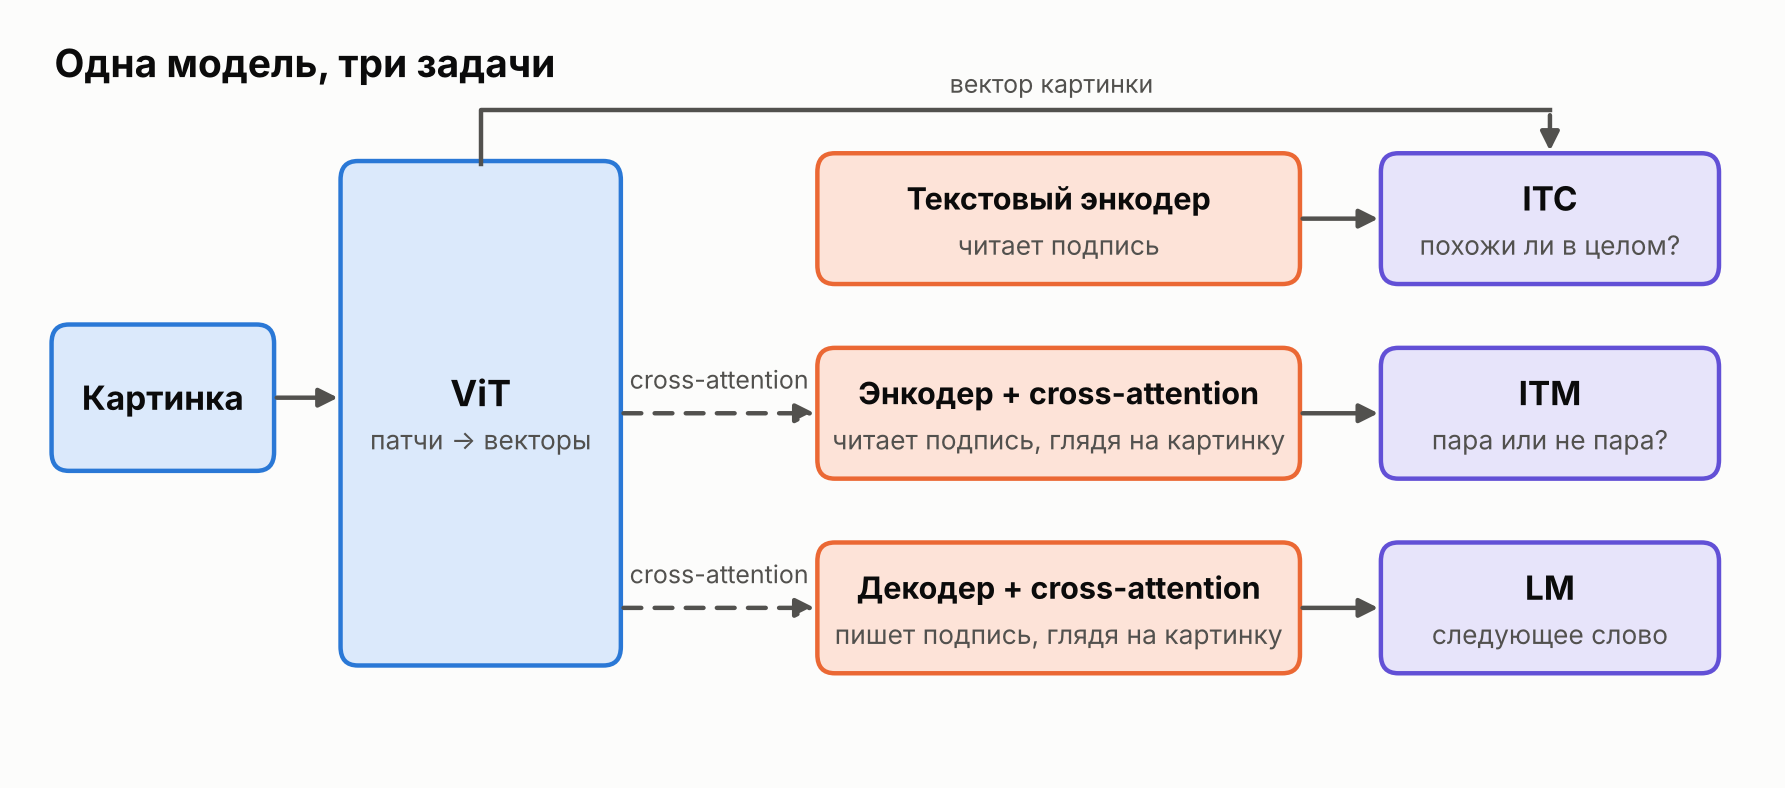 Одна модель, три задачи
вектор картинки
Текстовый энкодер
читает подпись
ITC
похожи ли в целом?
Картинка
ViT
патчи → векторы
cross-attention
Энкодер + cross-attention
читает подпись, глядя на картинку
ITM
пара или не пара?
cross-attention
Декодер + cross-attention
пишет подпись, глядя на картинку
LM
следующее слово